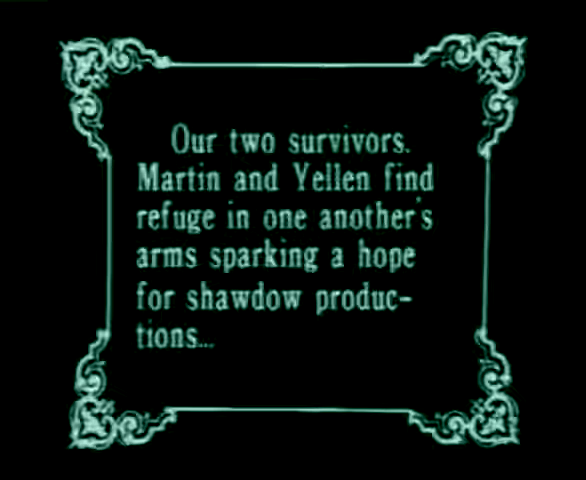 Our two survivors.
Martin and Yellen find
refuge in one another's
arms sparking a hope
for shawdow produc-
tions...